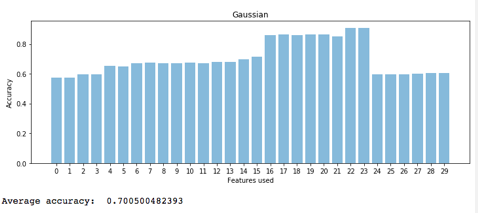 Gaussian
0.8
0.6
0.4
0.2
0.0
Accuracy
0 1 2 3 4 5 6 7 8 9 10 11 12 13 14 15 16 17 18 19 20 21 22 23 24 25 26 27 28 29
Features used
Average accuracy: 0.700500482393